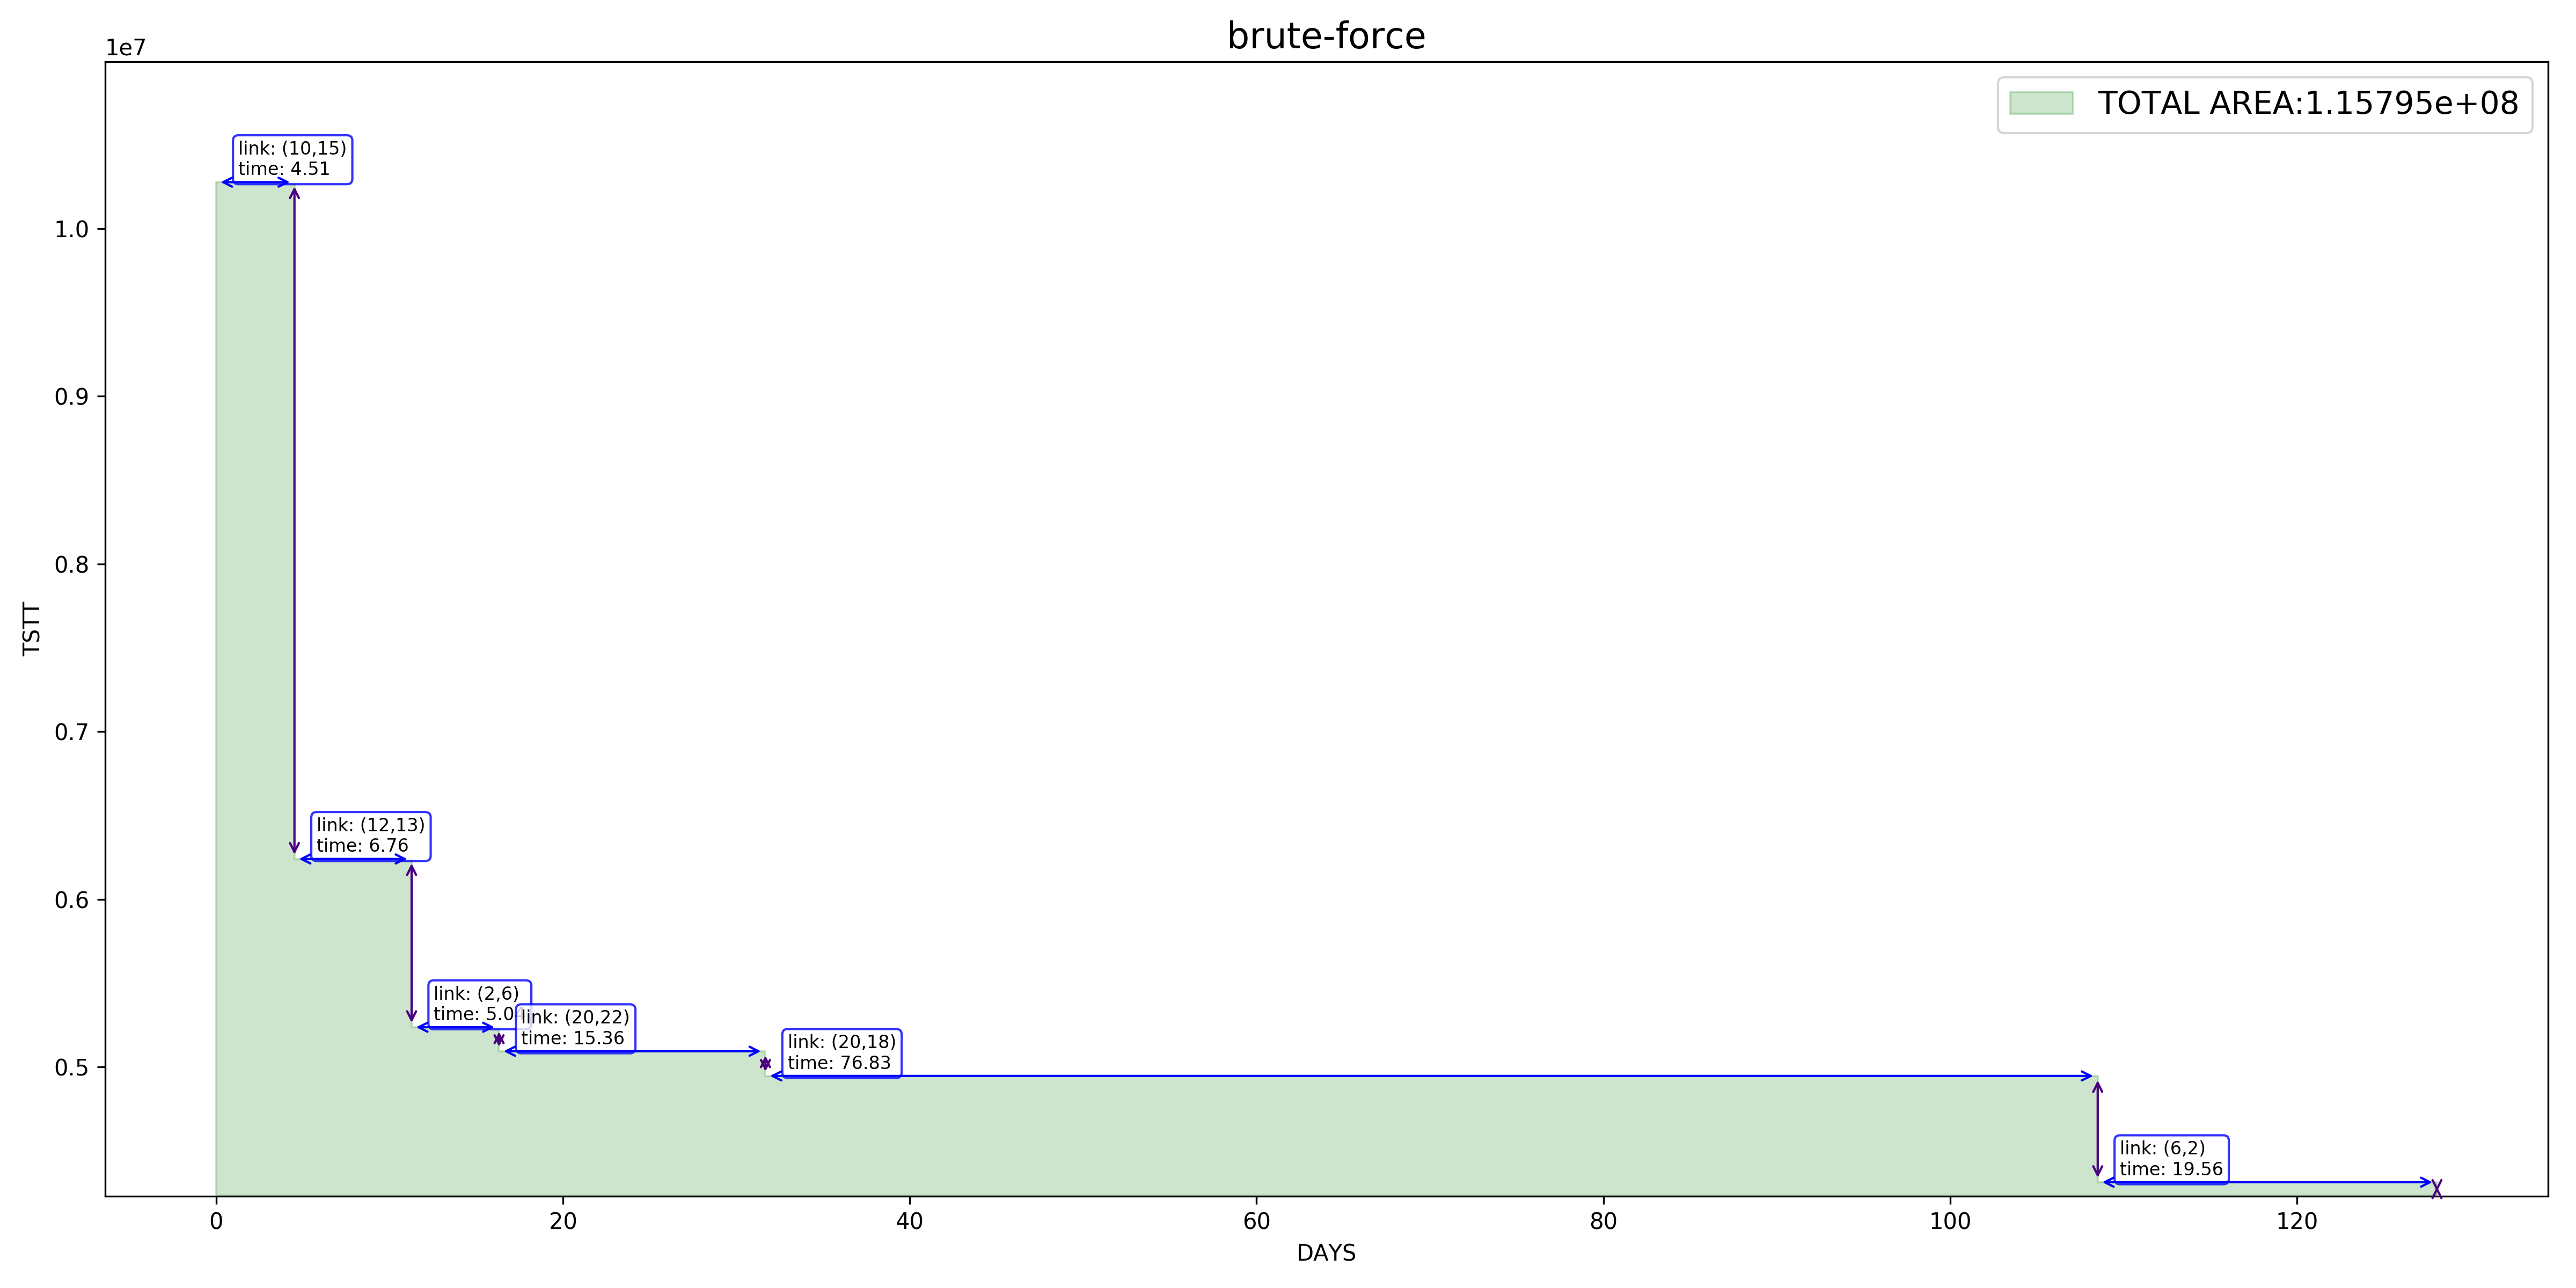 brute-force
1e7
TOTAL AREA:1.15795e+08
link: (10,15)
time: 4.51
1.0
0.9
0.8
0.7
0.6
0.5
TSTT
link: (12,13)
time: 6.76
link: (2,6)
time:
link: (20,22)
time: 15.36
link: (20,18)
time: 76.83
link: (6,2)
time: 19.56
0 20 40 60 80 100 120
DAYS